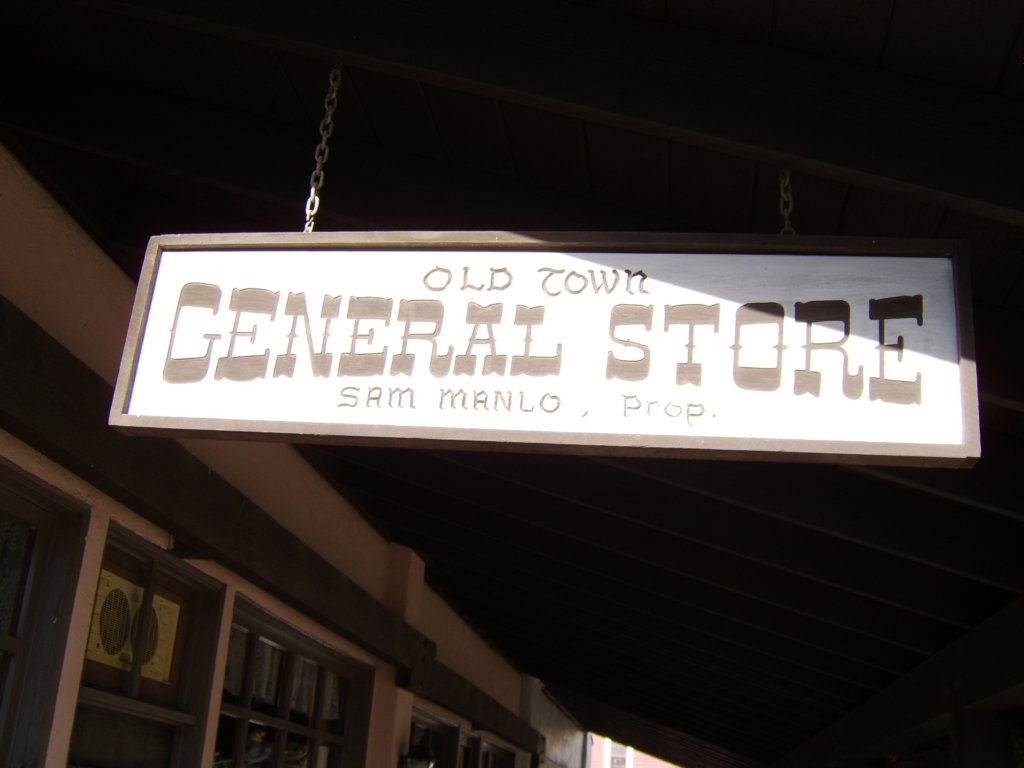 OLD TOWN
GENERAL STORE
SAM MANLO, Prop.